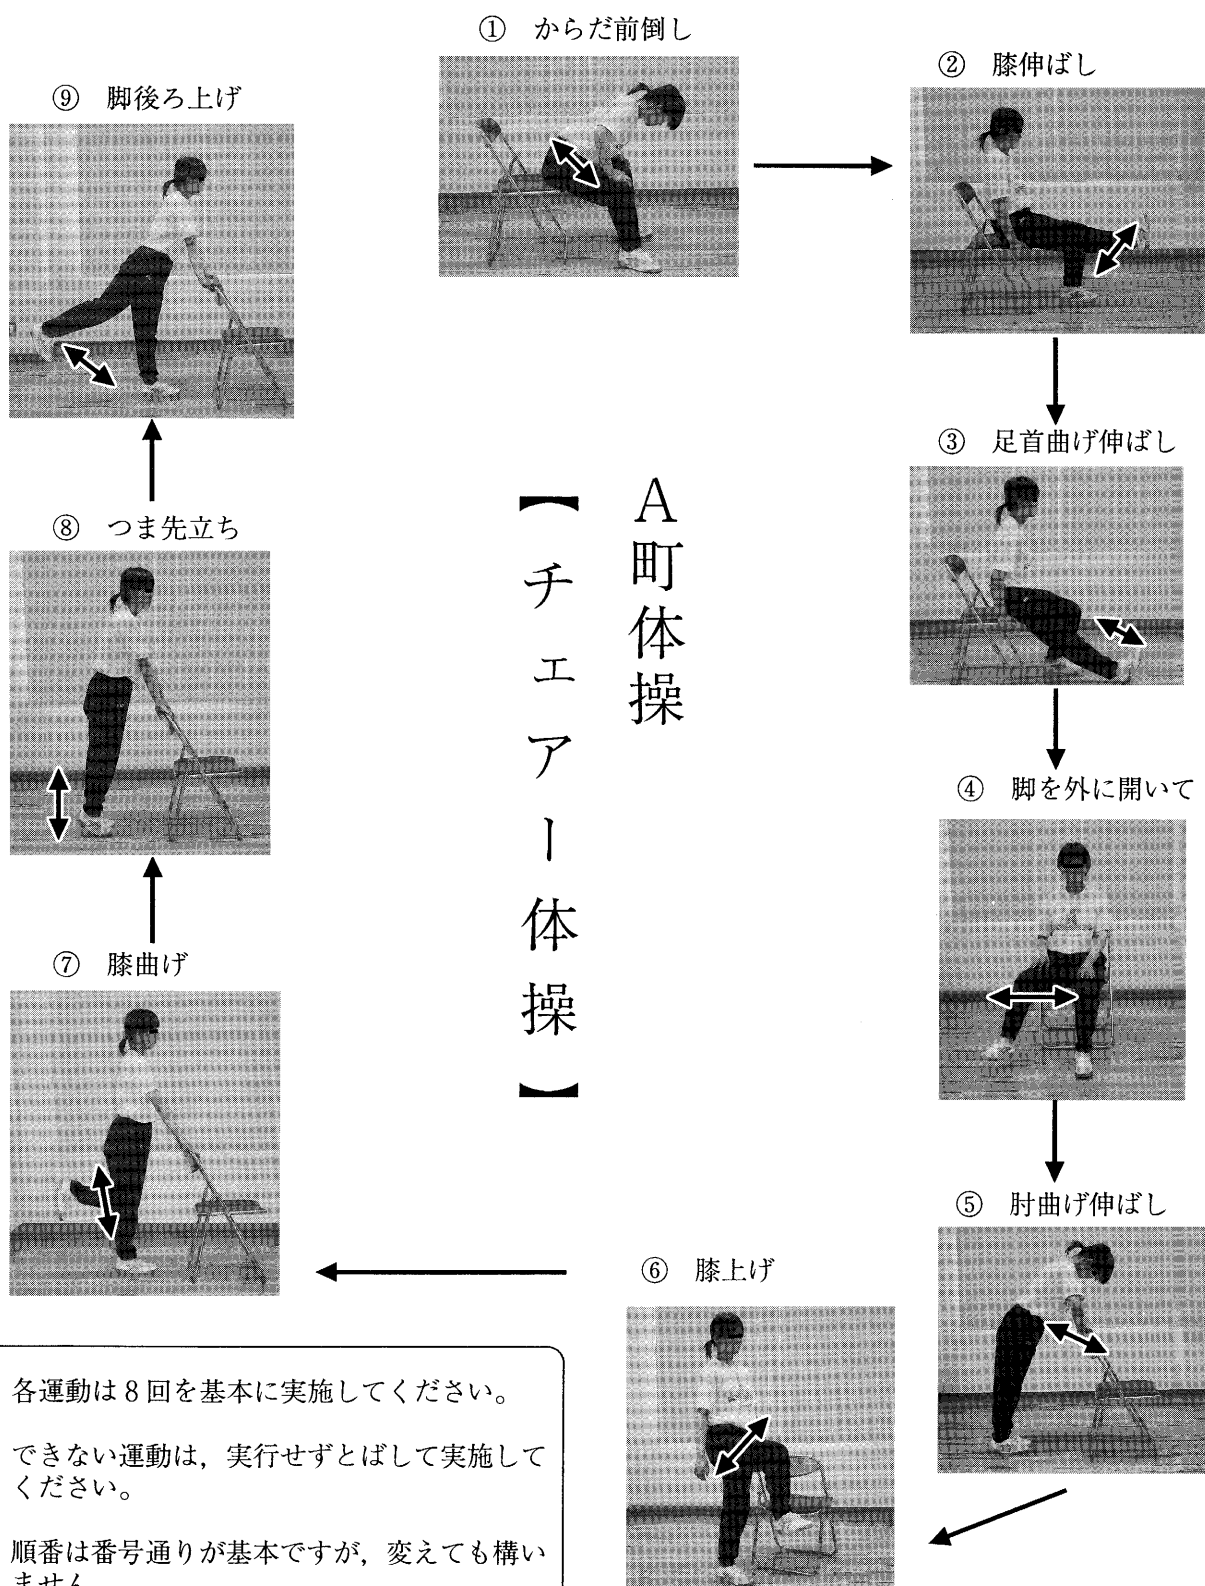 ① からだ前倒し
② 膝伸ばし
③ 足首曲げ伸ばし
④ 脚を外に開いて
⑤ 肘曲げ伸ばし
⑥ 膝上げ
⑦ 膝曲げ
⑧ つま先立ち
⑨ 脚後ろ上げ
A町体操
【チェアー体操】
各運動は8回を基本に実施してください。
できない運動は，実行せずとばして実施して
ください。
順番は番号通りが基本ですが，変えても構い
ません